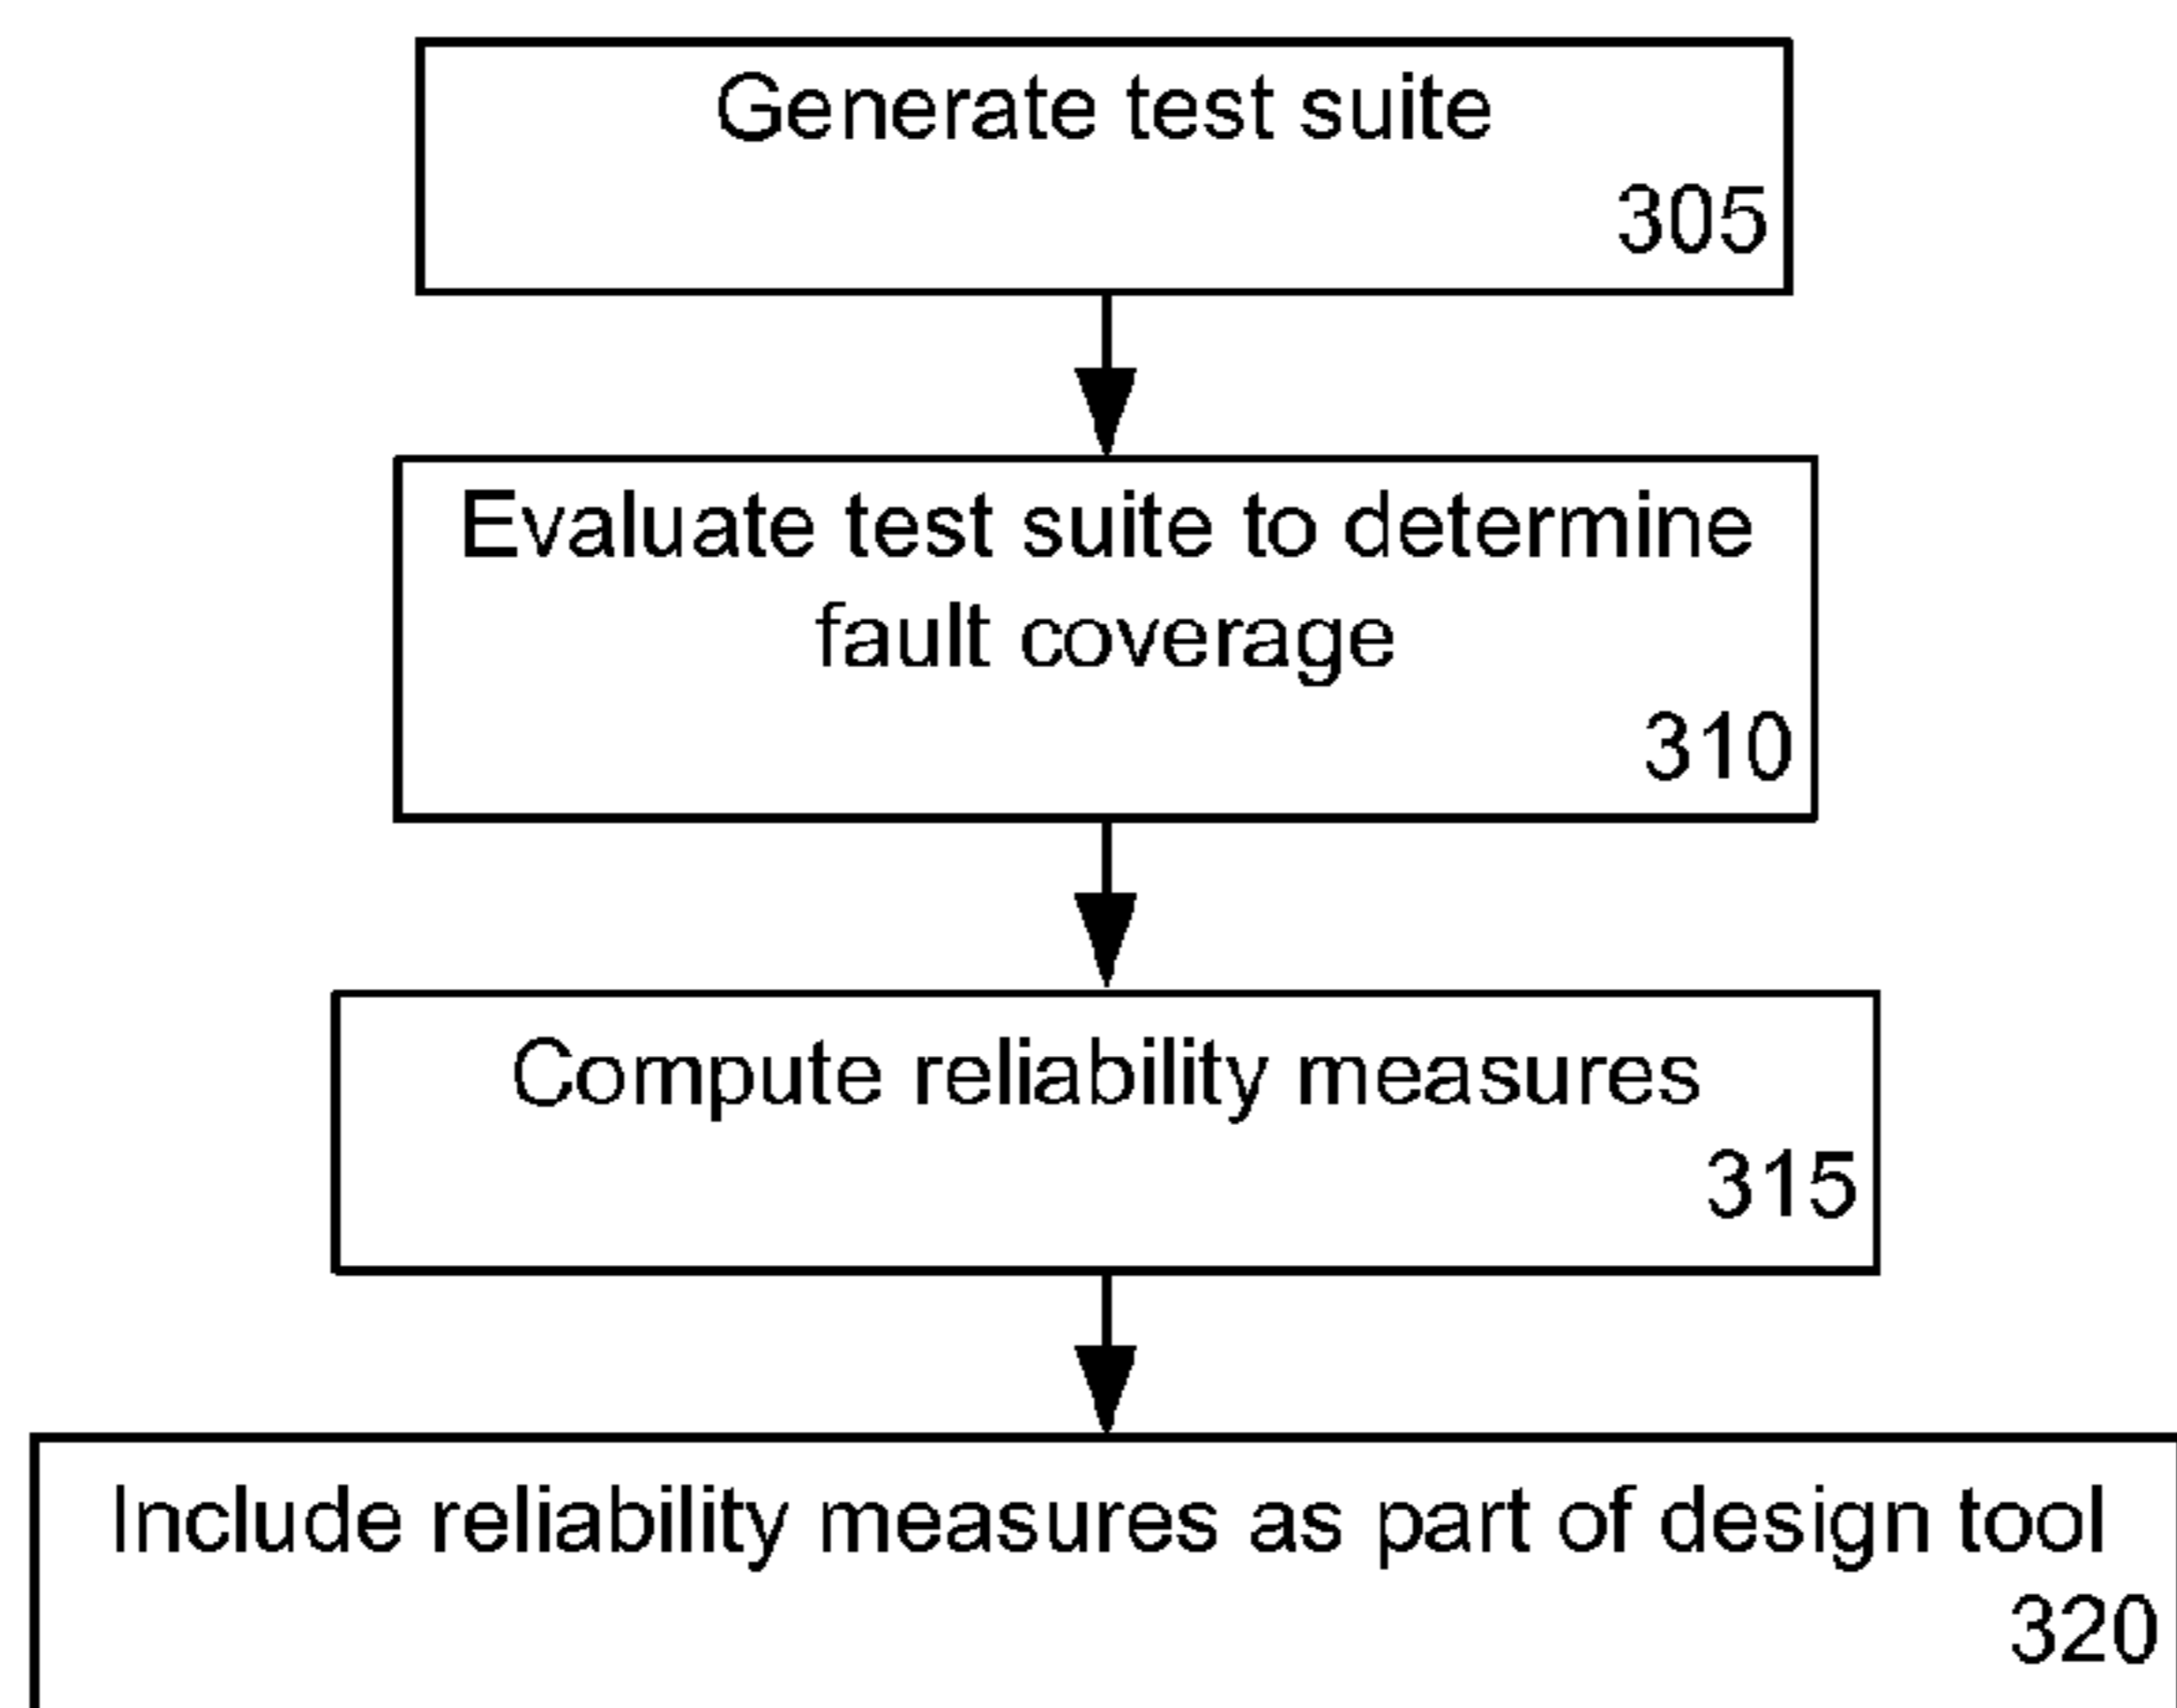 Generate test suite
305
Evaluate test suite to determine
fault coverage
310
Compute reliability measures
315
Include reliability measures as part of design tool
320